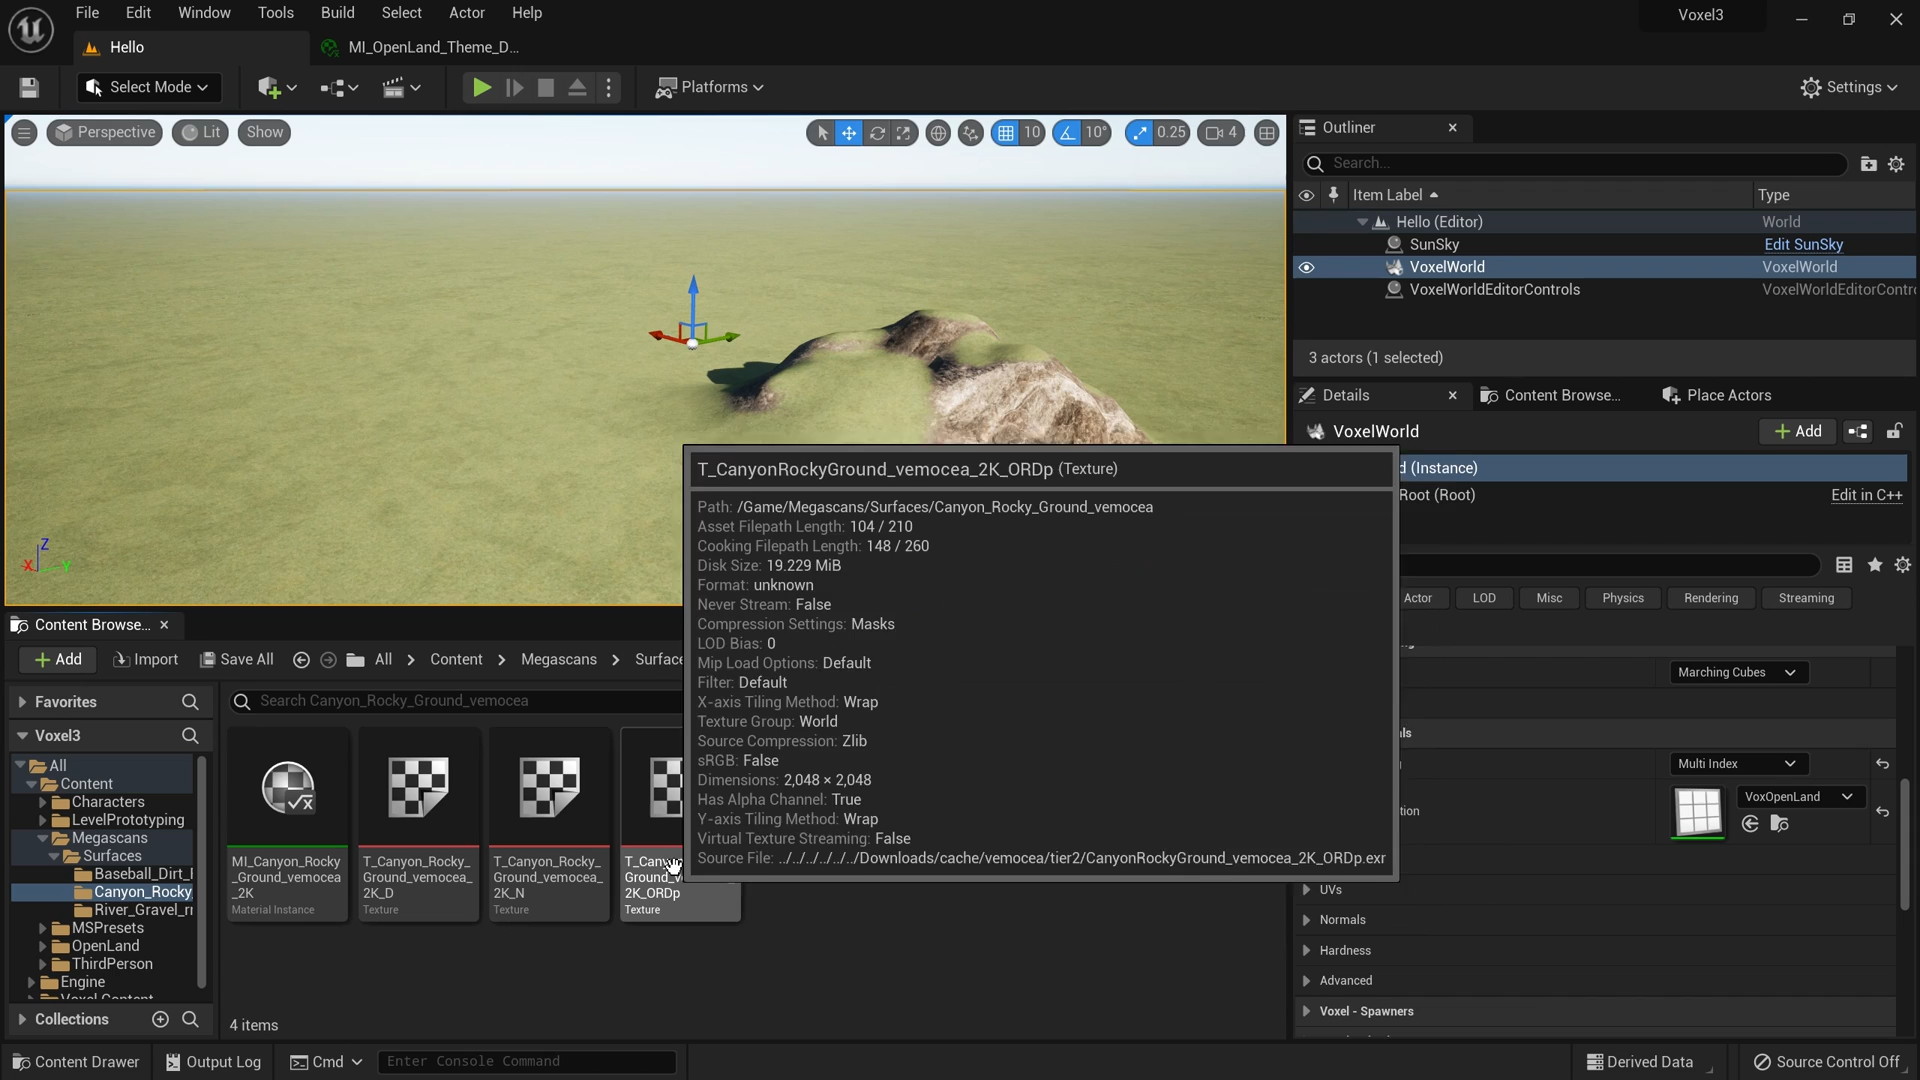 File Edit Window Tools Build Select Actor Help
Voxel3
Hello
MI_OpenLand_Theme_D...
Select Mode
Platforms
Settings
Perspective
Lit
Show
10
10°
0.25
4
Outliner
Search...
Item Label
Type
Hello (Editor)
World
SunSky
Edit SunSky
VoxelWorld
VoxelWorld
VoxelWorldEditorControls
VoxelWorldEditorContr
3 actors (1 selected)
Details
Content Browse...
Place Actors
VoxelWorld
Add
d (Instance)
Root (Root)
Edit in C++
Actor
LOD
Misc
Physics
Rendering
Streaming
Marching Cubes
Multi Index
VoxOpenLand
UVs
Normals
Hardness
Advanced
Voxel - Spawners
T_CanyonRockyGround_vemocea_2K_ORDp (Texture)
Path: /Game/Megascans/Surfaces/Canyon_Rocky_Ground_vemocea
Asset Filepath Length: 104 / 210
Cooking Filepath Length: 148 / 260
Disk Size: 19.229 MiB
Format: unknown
Never Stream: False
Compression Settings: Masks
LOD Bias: 0
Mip Load Options: Default
Filter: Default
X-axis Tiling Method: Wrap
Texture Group: World
Source Compression: Zlib
sRGB: False
Dimensions: 2,048 × 2,048
Has Alpha Channel: True
Y-axis Tiling Method: Wrap
Virtual Texture Streaming: False
Source File: ../../../../../../Downloads/cache/vemocea/tier2/CanyonRockyGround_vemocea_2K_ORDp.exr
Z
X
Y
Content Browse...
Add
Import
Save All
All
Content
Megascans
Surface
Favorites
Search Canyon_Rocky_Ground_vemocea
Voxel3
All
Content
Characters
LevelPrototyping
Megascans
Surfaces
Baseball_Dirt_
Canyon_Rocky
River_Gravel_
MSPresets
OpenLand
ThirdPerson
Engine
Voxel Content
Collections
MI_Canyon_Rocky
_Ground_vemocea
_2K
Material Instance
T_Canyon_Rocky_
Ground_vemocea_
2K_D
Texture
T_Canyon_Rocky_
Ground_vemocea_
2K_N
Texture
2K_ORDp
Texture
4 items
Content Drawer
Output Log
Cmd
Enter Console Command
Derived Data
Source Control Off